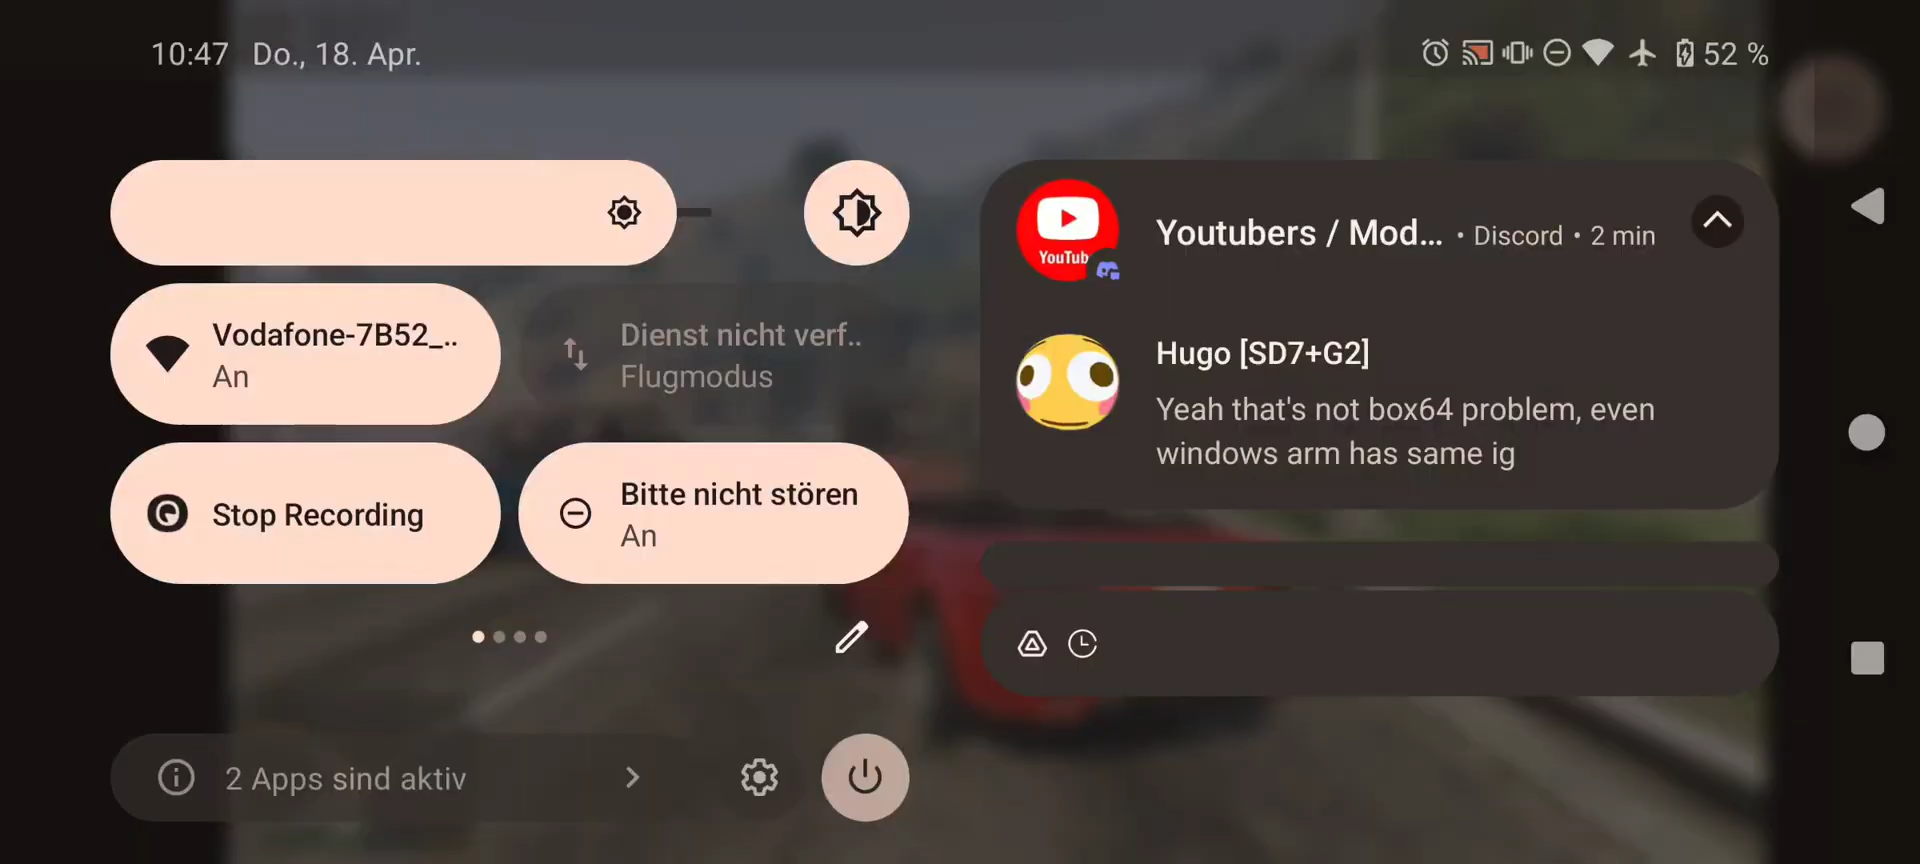 10:47 Do., 18. Apr.
52 %
Vodafone-7B52_..
An
Dienst nicht verf..
Flugmodus
Stop Recording
Bitte nicht stören
An
2 Apps sind aktiv
YouTub
Youtubers / Mod... • Discord • 2 min
Hugo [SD7+G2]
Yeah that's not box64 problem, even
windows arm has same ig